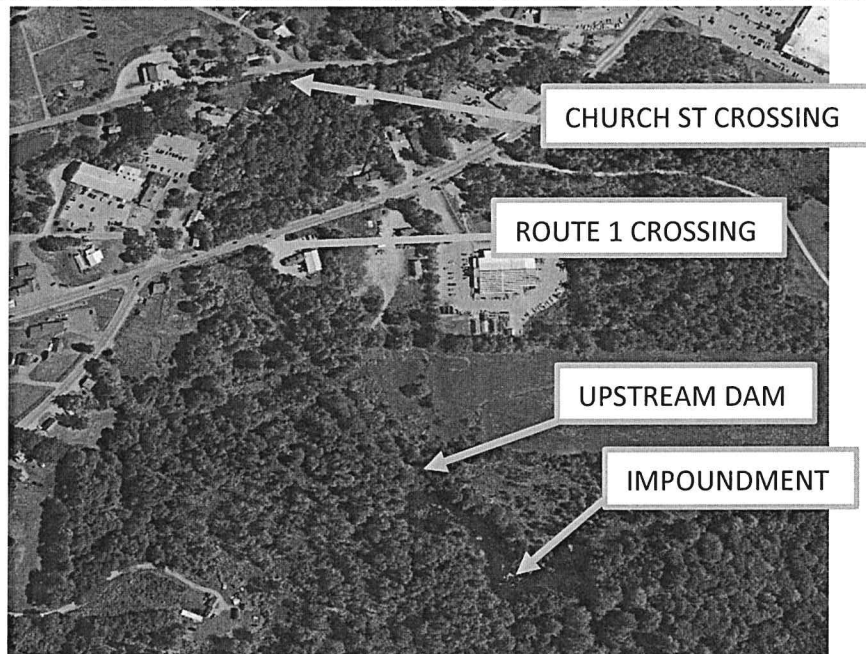 CHURCH ST CROSSING
ROUTE 1 CROSSING
UPSTREAM DAM
IMPOUNDMENT